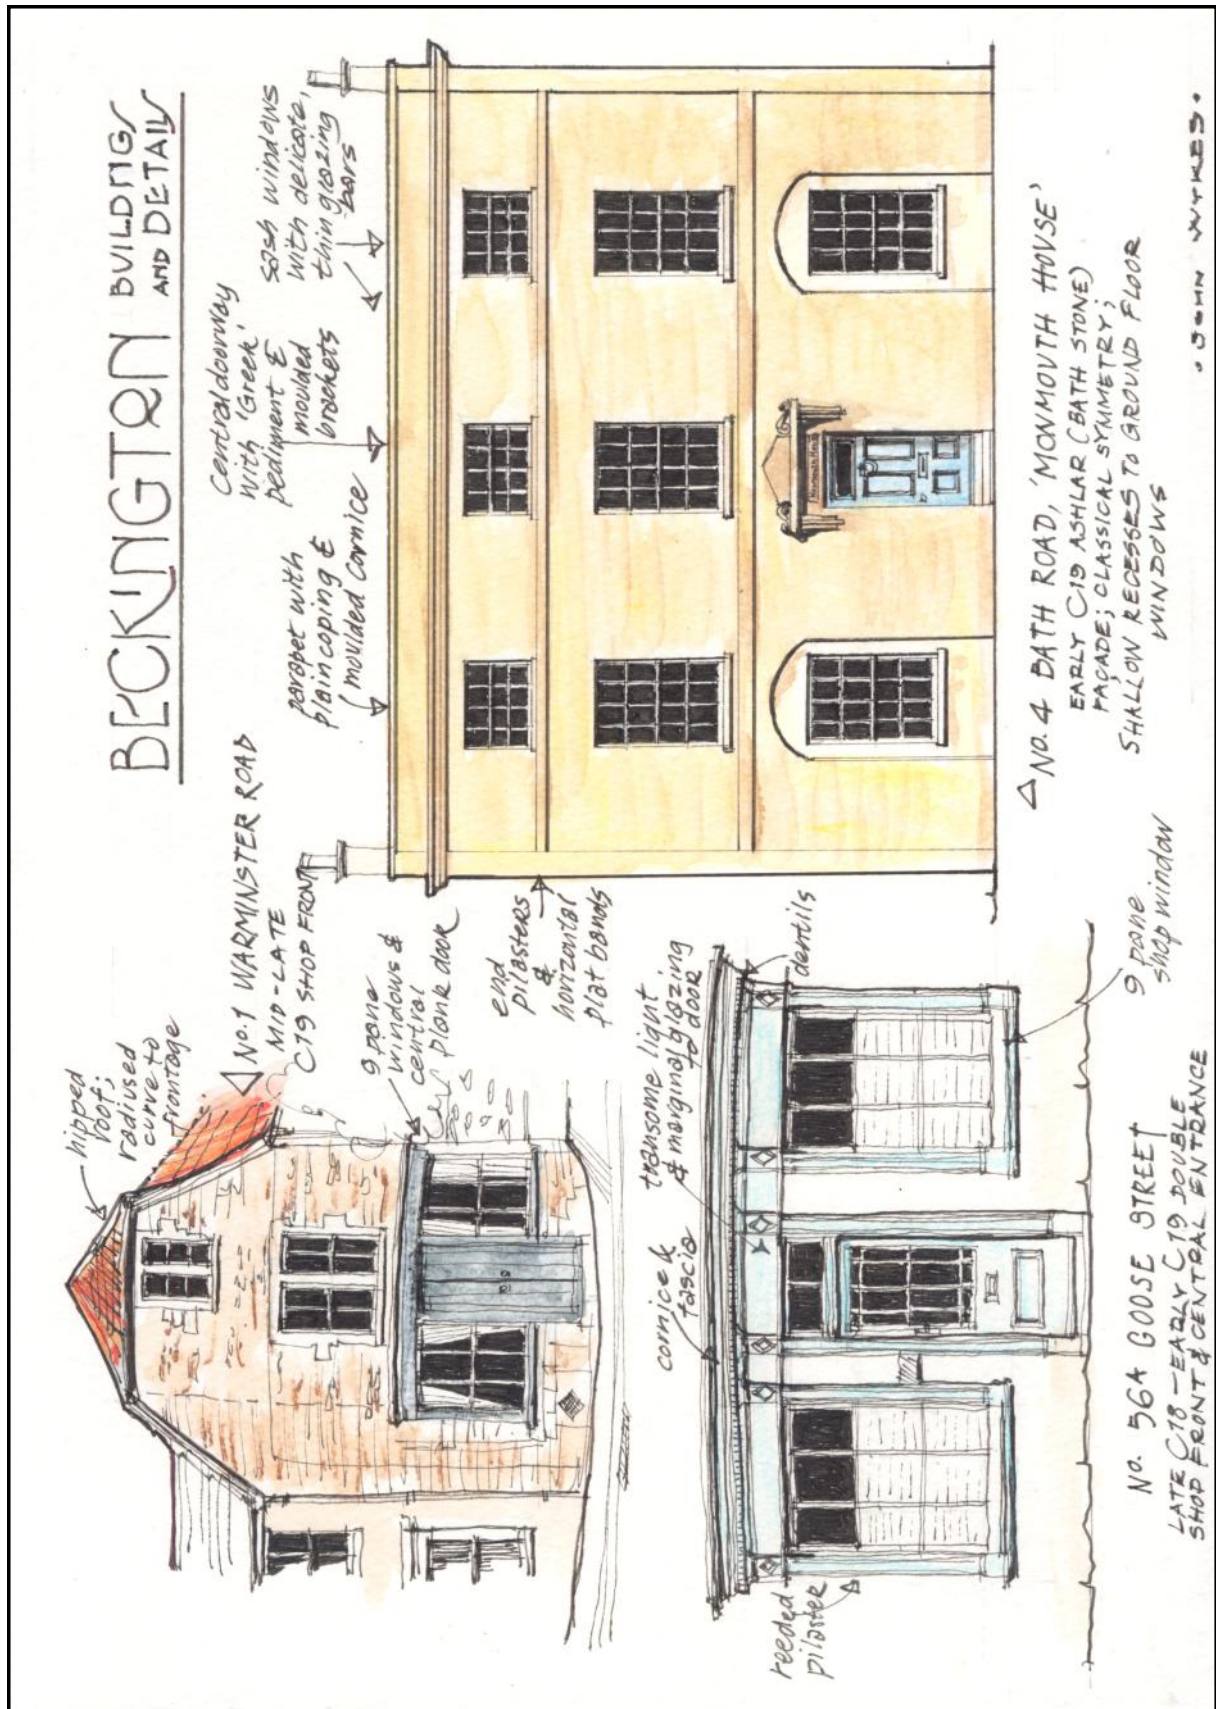 BECKINGTON BUILDINGS
AND DETAILS
hipped
roof;
radiused
curve to
frontage
No. 1 WARMINSTER ROAD
MID-LATE
C19 SHOP FRONT
9 pane
windows &
central
plank door
parapet with
plain coping &
moulded cornice
central doorway
with 'Greek'
pediment &
moulded
brackets
sash windows
with delicate,
thin glazing
bars
end
pilasters
&
horizontal
plat bands
Monmouth House
No. 4 BATH ROAD, 'MONMOUTH HOUSE'
EARLY C19 ASHLAR (BATH STONE)
FAÇADE; CLASSICAL SYMMETRY;
SHALLOW RECESSES TO GROUND FLOOR
WINDOWS
cornice &
fascia
transome light
& marginal glazing
to door
dentils
reeded
pilaster
9 pane
shop window
No. 56A GOOSE STREET
LATE C18-EARLY C19 DOUBLE
SHOP FRONT & CENTRAL ENTRANCE
• JOHN WYKES •